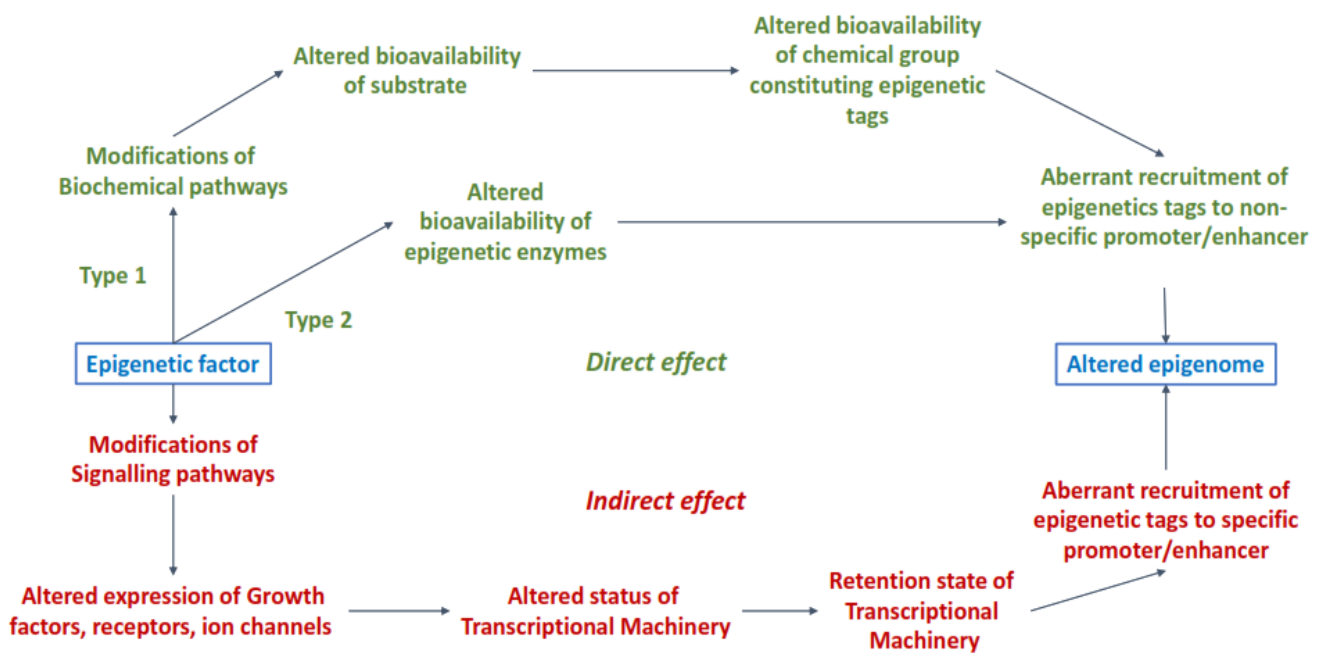 Altered bioavailability
of substrate
Altered bioavailability
of chemical group
constituting epigenetic
tags
Modifications of
Biochemical pathways
Altered
bioavailability of
epigenetic enzymes
Aberrant recruitment of
epigenetics tags to non-
specific promoter/enhancer
Type 1
Type 2
Epigenetic factor
Direct effect
Altered epigenome
Modifications of
Signalling pathways
Indirect effect
Aberrant recruitment of
epigenetic tags to specific
promoter/enhancer
Altered expression of Growth
factors, receptors, ion channels
Altered status of
Transcriptional Machinery
Retention state of
Transcriptional
Machinery